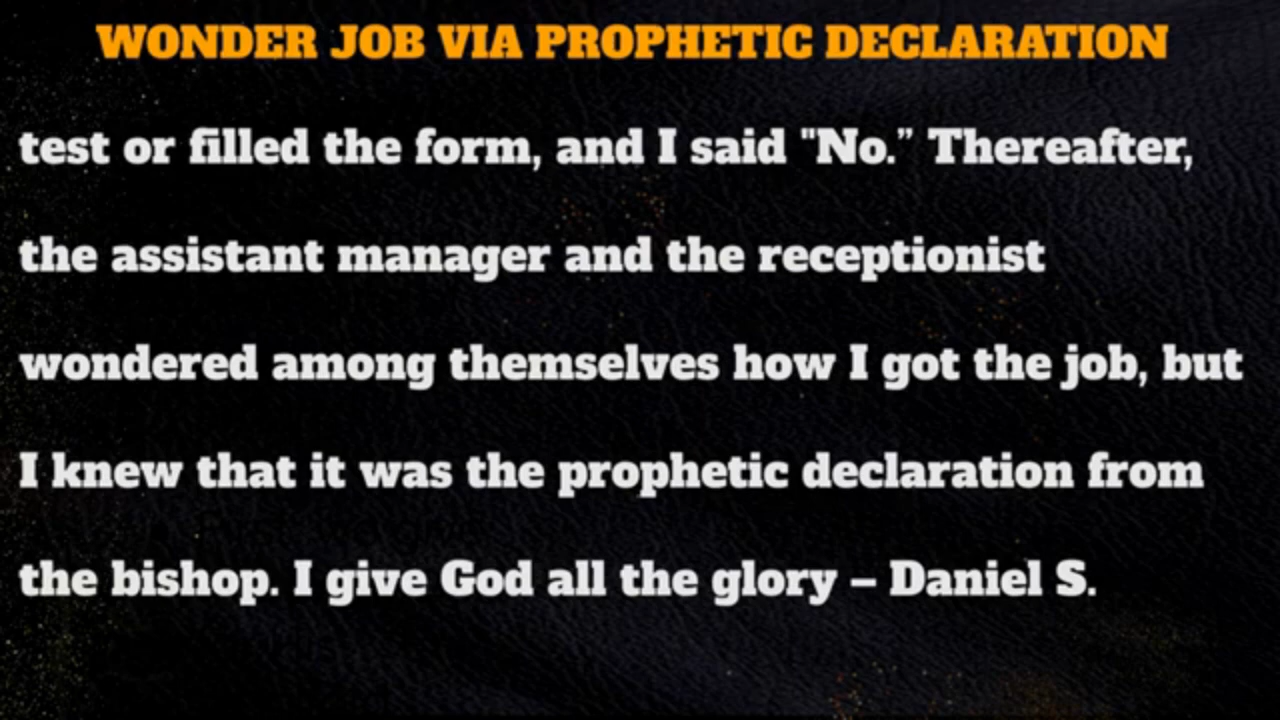 WONDER JOB VIA PROPHETIC DECLARATION
test or filled the form, and I said "No.” Thereafter,
the assistant manager and the receptionist
wondered among themselves how I got the job, but
I knew that it was the prophetic declaration from
the bishop. I give God all the glory – Daniel S.